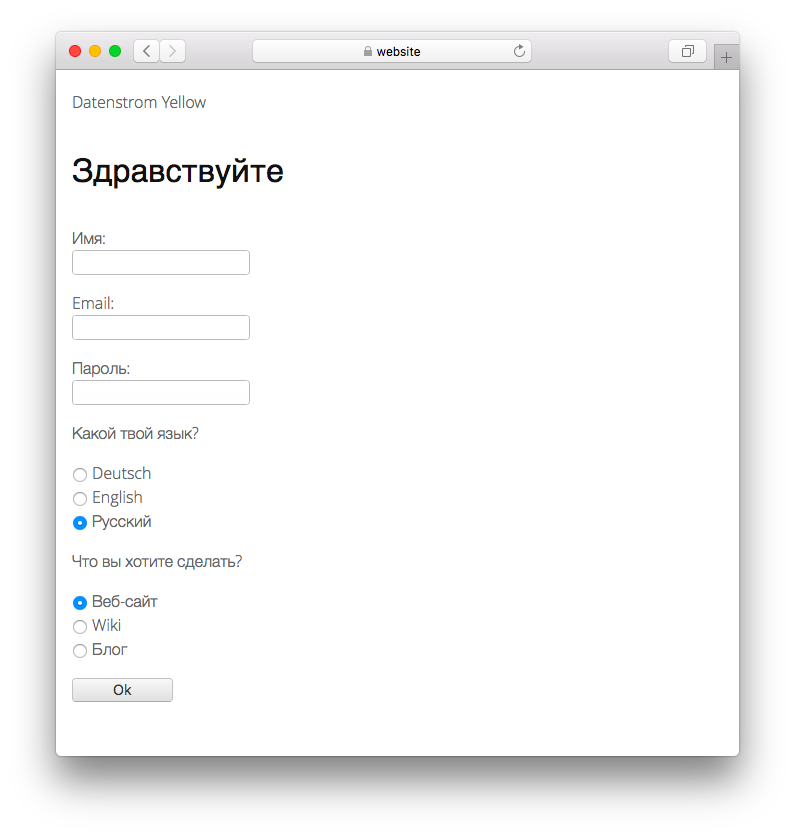 website
Datenstrom Yellow
Здравствуйте
Имя:
Email:
Пароль:
Какой твой язык?
Deutsch
English
Русский
Что вы хотите сделать?
Веб-сайт
Wiki
Блог
Ok